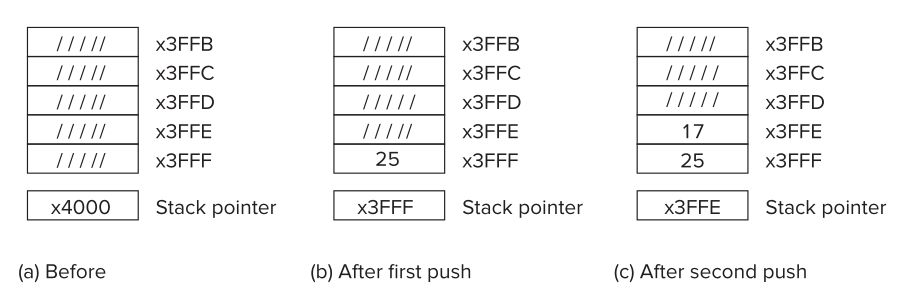 ///// x3FFB ///// x3FFB ///// x3FFB
///// x3FFC ///// x3FFC ///// x3FFC
///// x3FFD ///// x3FFD ///// x3FFD
///// x3FFE ///// x3FFE 17 x3FFE
///// x3FFF 25 x3FFF 25 x3FFF
x4000 Stack pointer x3FFF Stack pointer x3FFE Stack pointer
(a) Before (b) After first push (c) After second push